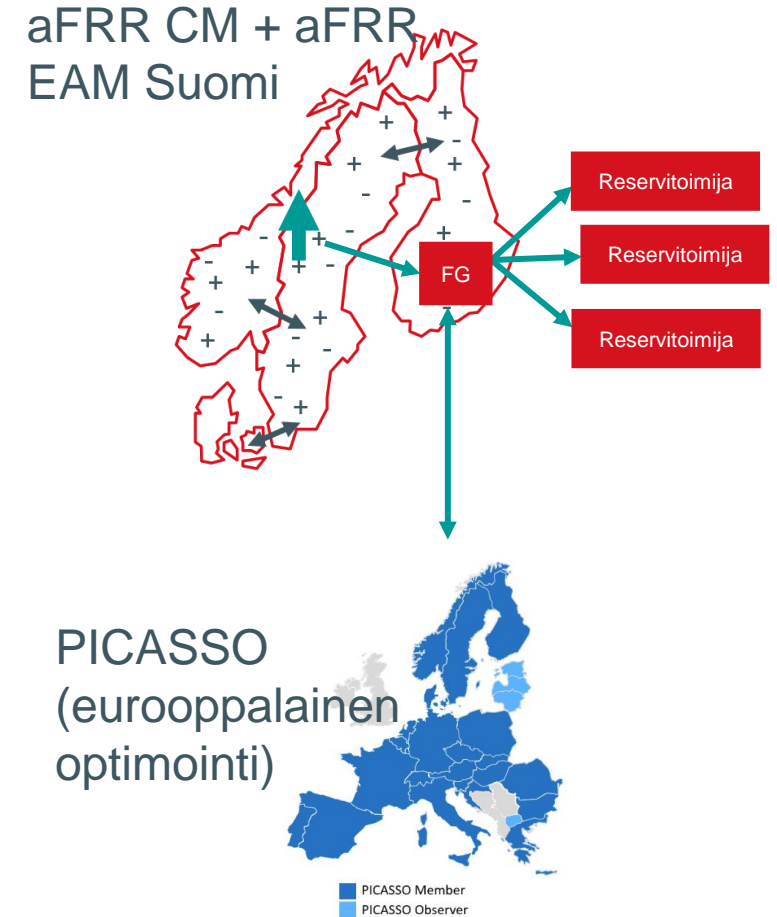 aFRR CM + aFRR
EAM Suomi
Reservitoimija
Reservitoimija
FG
Reservitoimija
PICASSO
(eurooppalainen
optimointi)
PICASSO Member
PICASSO Observer